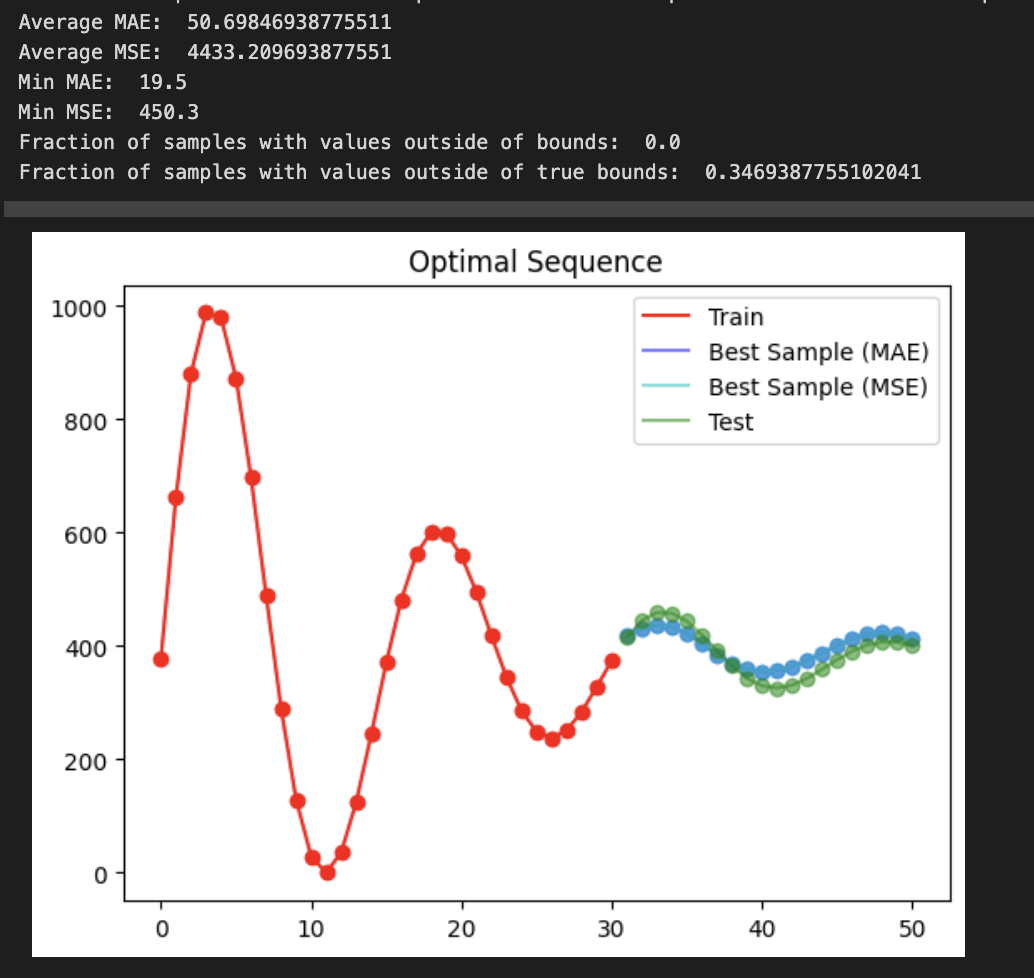 Average MAE:  50.69846938775511
Average MSE:  4433.209693877551
Min MAE:  19.5
Min MSE:  450.3
Fraction of samples with values outside of bounds:  0.0
Fraction of samples with values outside of true bounds:  0.3469387755102041
Optimal Sequence
1000
800
600
400
200
0
Train
Best Sample (MAE)
Best Sample (MSE)
Test
0 10 20 30 40 50